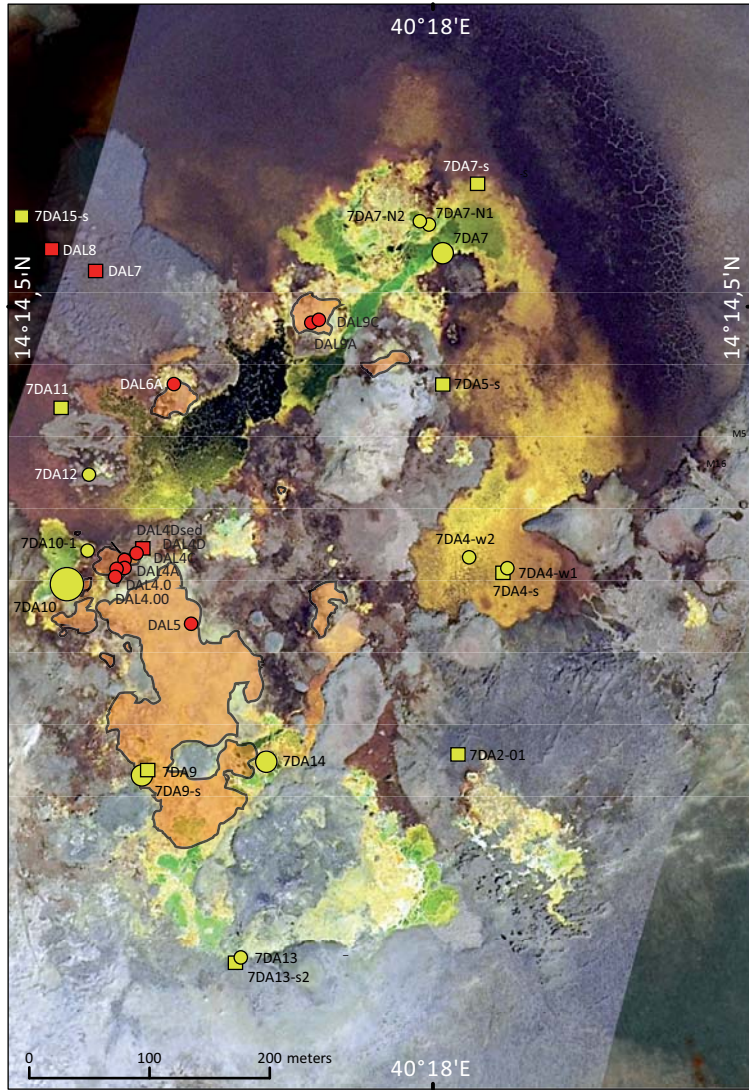 40°18'E
7DA7-s
7DA15-s
7DA7-N2
7DA7-N1
7DA7
DAL8
DAL7
14°14,5'N
14°14,5'N
DAL9C
DAL9A
DAL6A
7DA5-s
7DA11
M5
M16
7DA12
DAL4Dsed
7DA10-1
DAL4D
DAL4C
DAL4A
DAL4.0
DAL4.00
7DA10
7DA4-w2
7DA4-w1
7DA4-s
DAL5
7DA2-01
7DA14
7DA9
7DA9-s
7DA13
7DA13-s2
0 100 200 meters
40°18'E